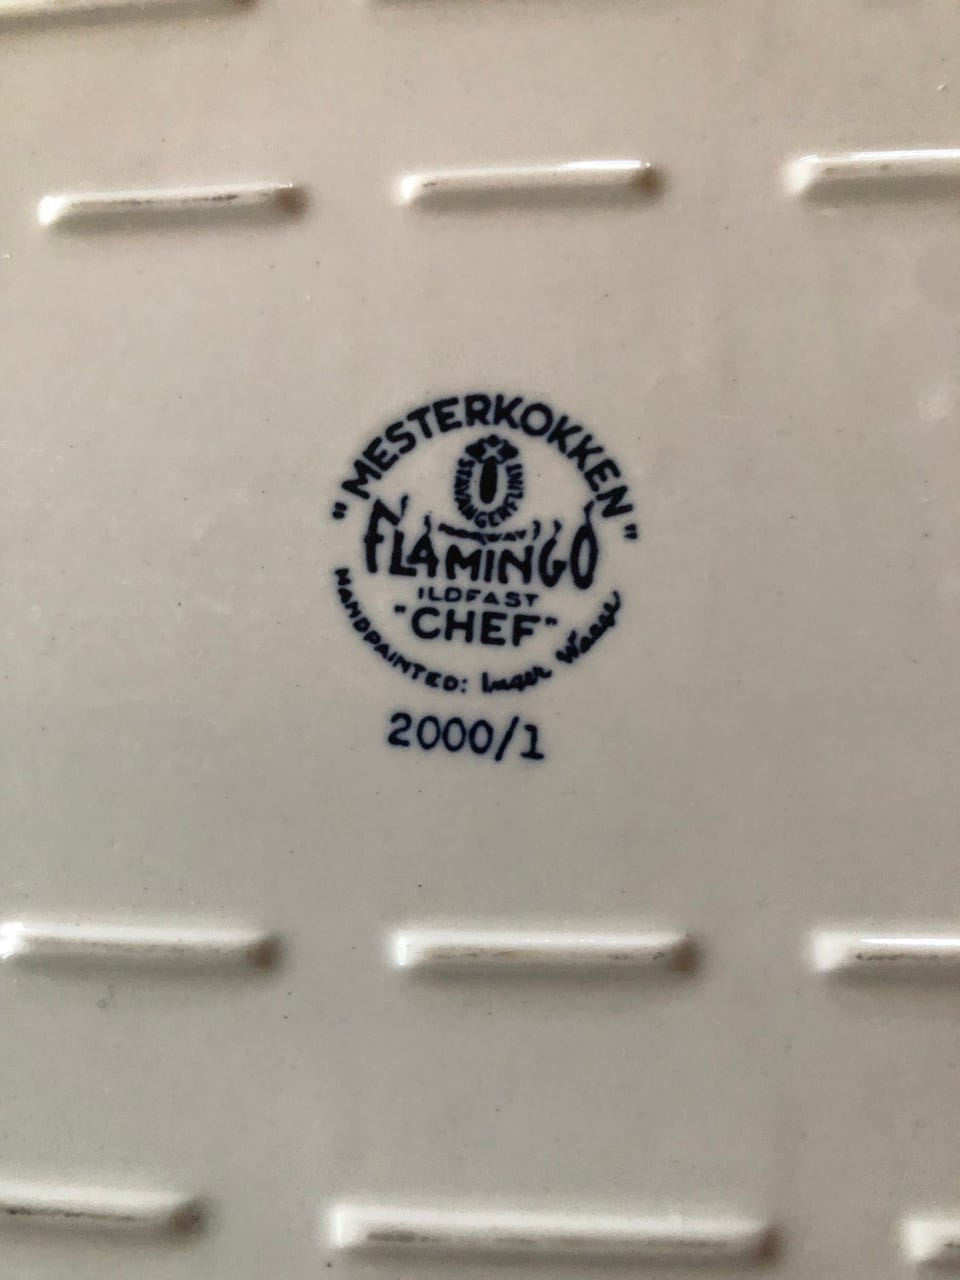 "MESTERKOKKEN"
STAVANGERFLINT
NORWAY
FLAMINGO
ILDFAST
"CHEF"
HANDPAINTED: Inger Waage
2000/1